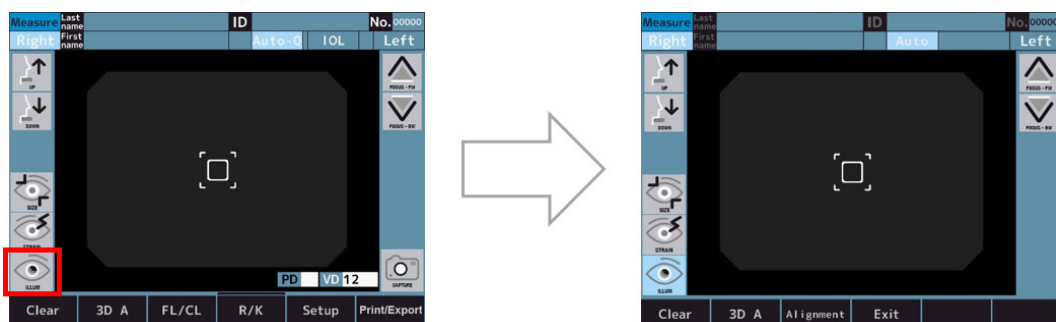 Measure Last name ID No. 00000
Right First name Auto-Q IOL Left
UP
FOCUS - FW
DOWN
FOCUS - BW
SIZE
STRAIN
ILLUM
CAPTURE
PD VD 12
Clear 3D A FL/CL R/K Setup Print/Export
Measure Last name ID No. 00000
Right First name Auto Left
UP
FOCUS - FW
DOWN
FOCUS - BW
SIZE
STRAIN
ILLUM
Clear 3D A Alignment Exit